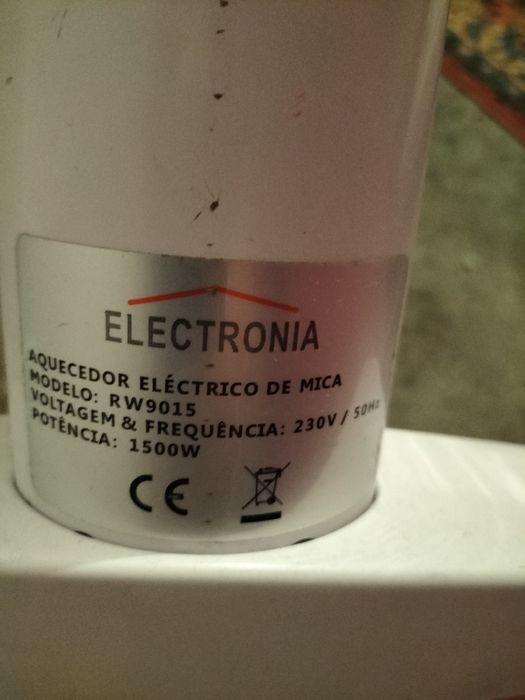 ELECTRONIA
AQUECEDOR ELÉCTRICO DE MICA
MODELO: RW9015
VOLTAGEM & FREQUÊNCIA: 230V / 50Hz
POTÊNCIA: 1500W
CE